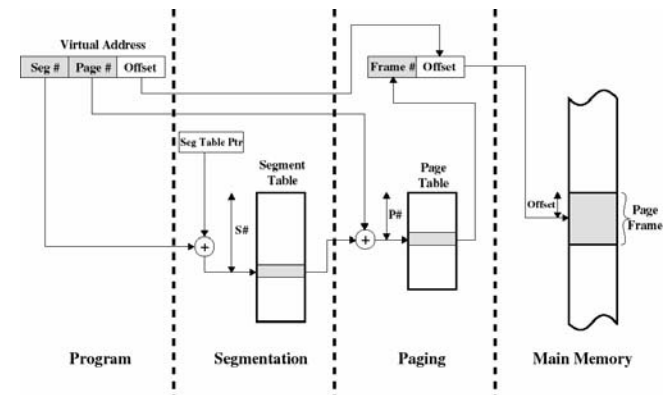 Virtual Address
Seg # Page # Offset
Frame # Offset
Seg Table Ptr
Segment
Table
Page
Table
S#
P#
Offset
Page
Frame
+
+
Program
Segmentation
Paging
Main Memory